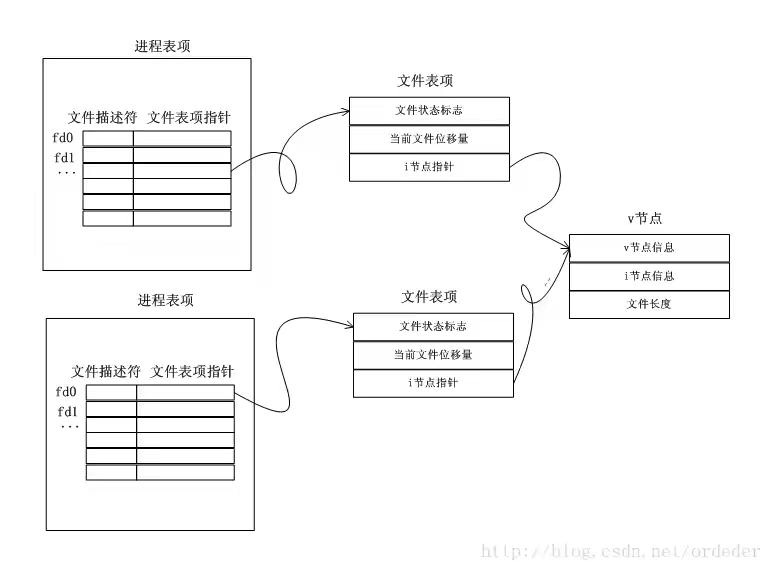 进程表项
文件描述符 文件表项指针
fd0
fd1
...
文件表项
文件状态标志
当前文件位移量
i节点指针
v节点
v节点信息
i节点信息
文件长度
进程表项
文件描述符 文件表项指针
fd0
fd1
...
文件表项
文件状态标志
当前文件位移量
i节点指针
http://blog.csdn.net/ordeder